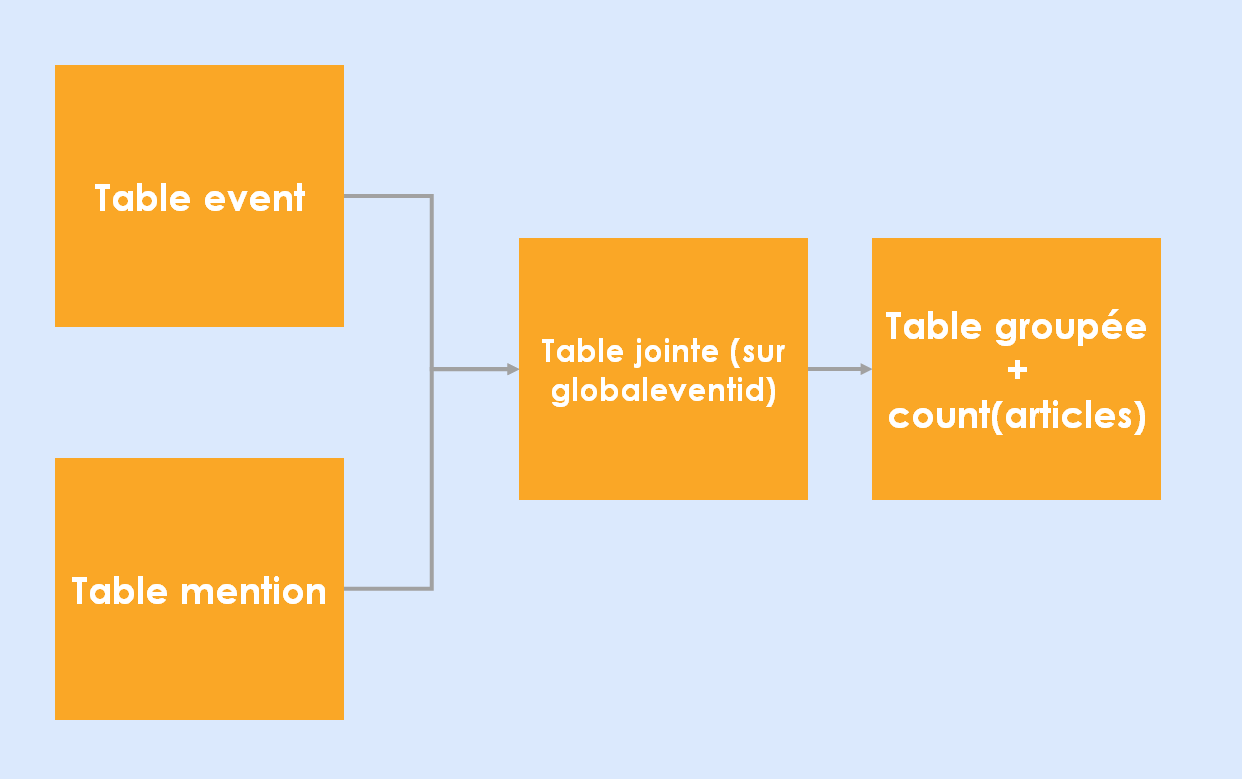 Table event
Table mention
Table jointe (sur
globaleventid)
Table groupée
+
count(articles)